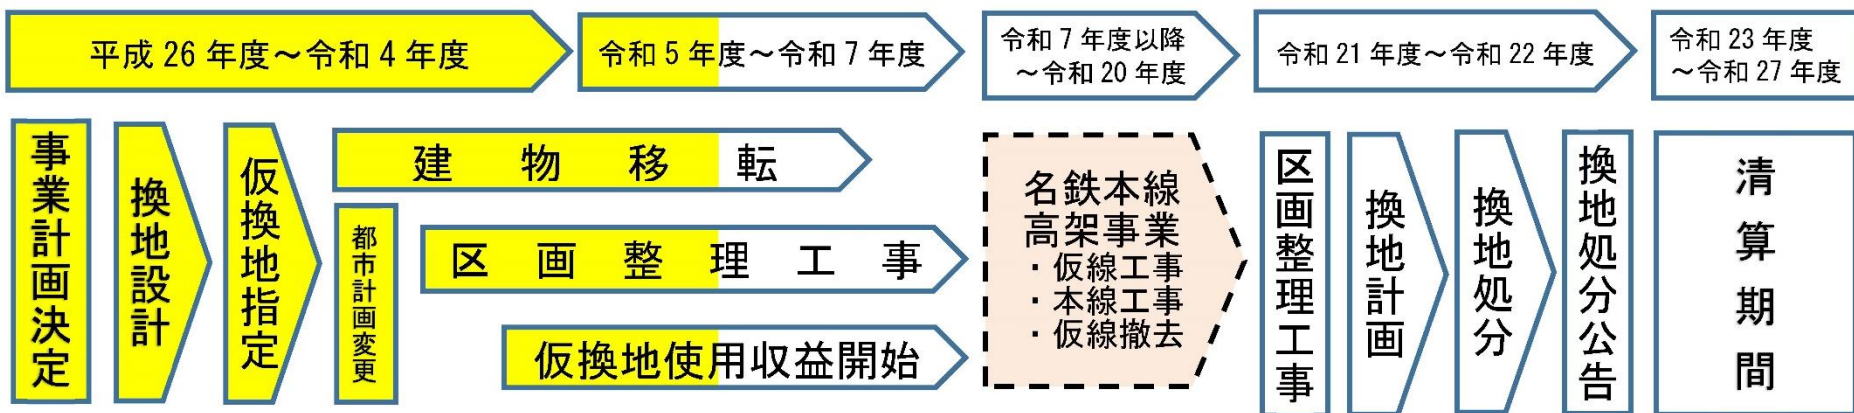 平成 26 年度～令和 4 年度
令和 5 年度～令和 7 年度
令和 7 年度以降
～令和 20 年度
令和 21 年度～令和 22 年度
令和 23 年度
～令和 27 年度
事業計画決定
換地設計
仮換地指定
建物移転
都市計画変更
区画整理工事
仮換地使用収益開始
名鉄本線
高架事業
・仮線工事
・本線工事
・仮線撤去
区画整理工事
換地計画
換地処分
換地処分公告
清算期間